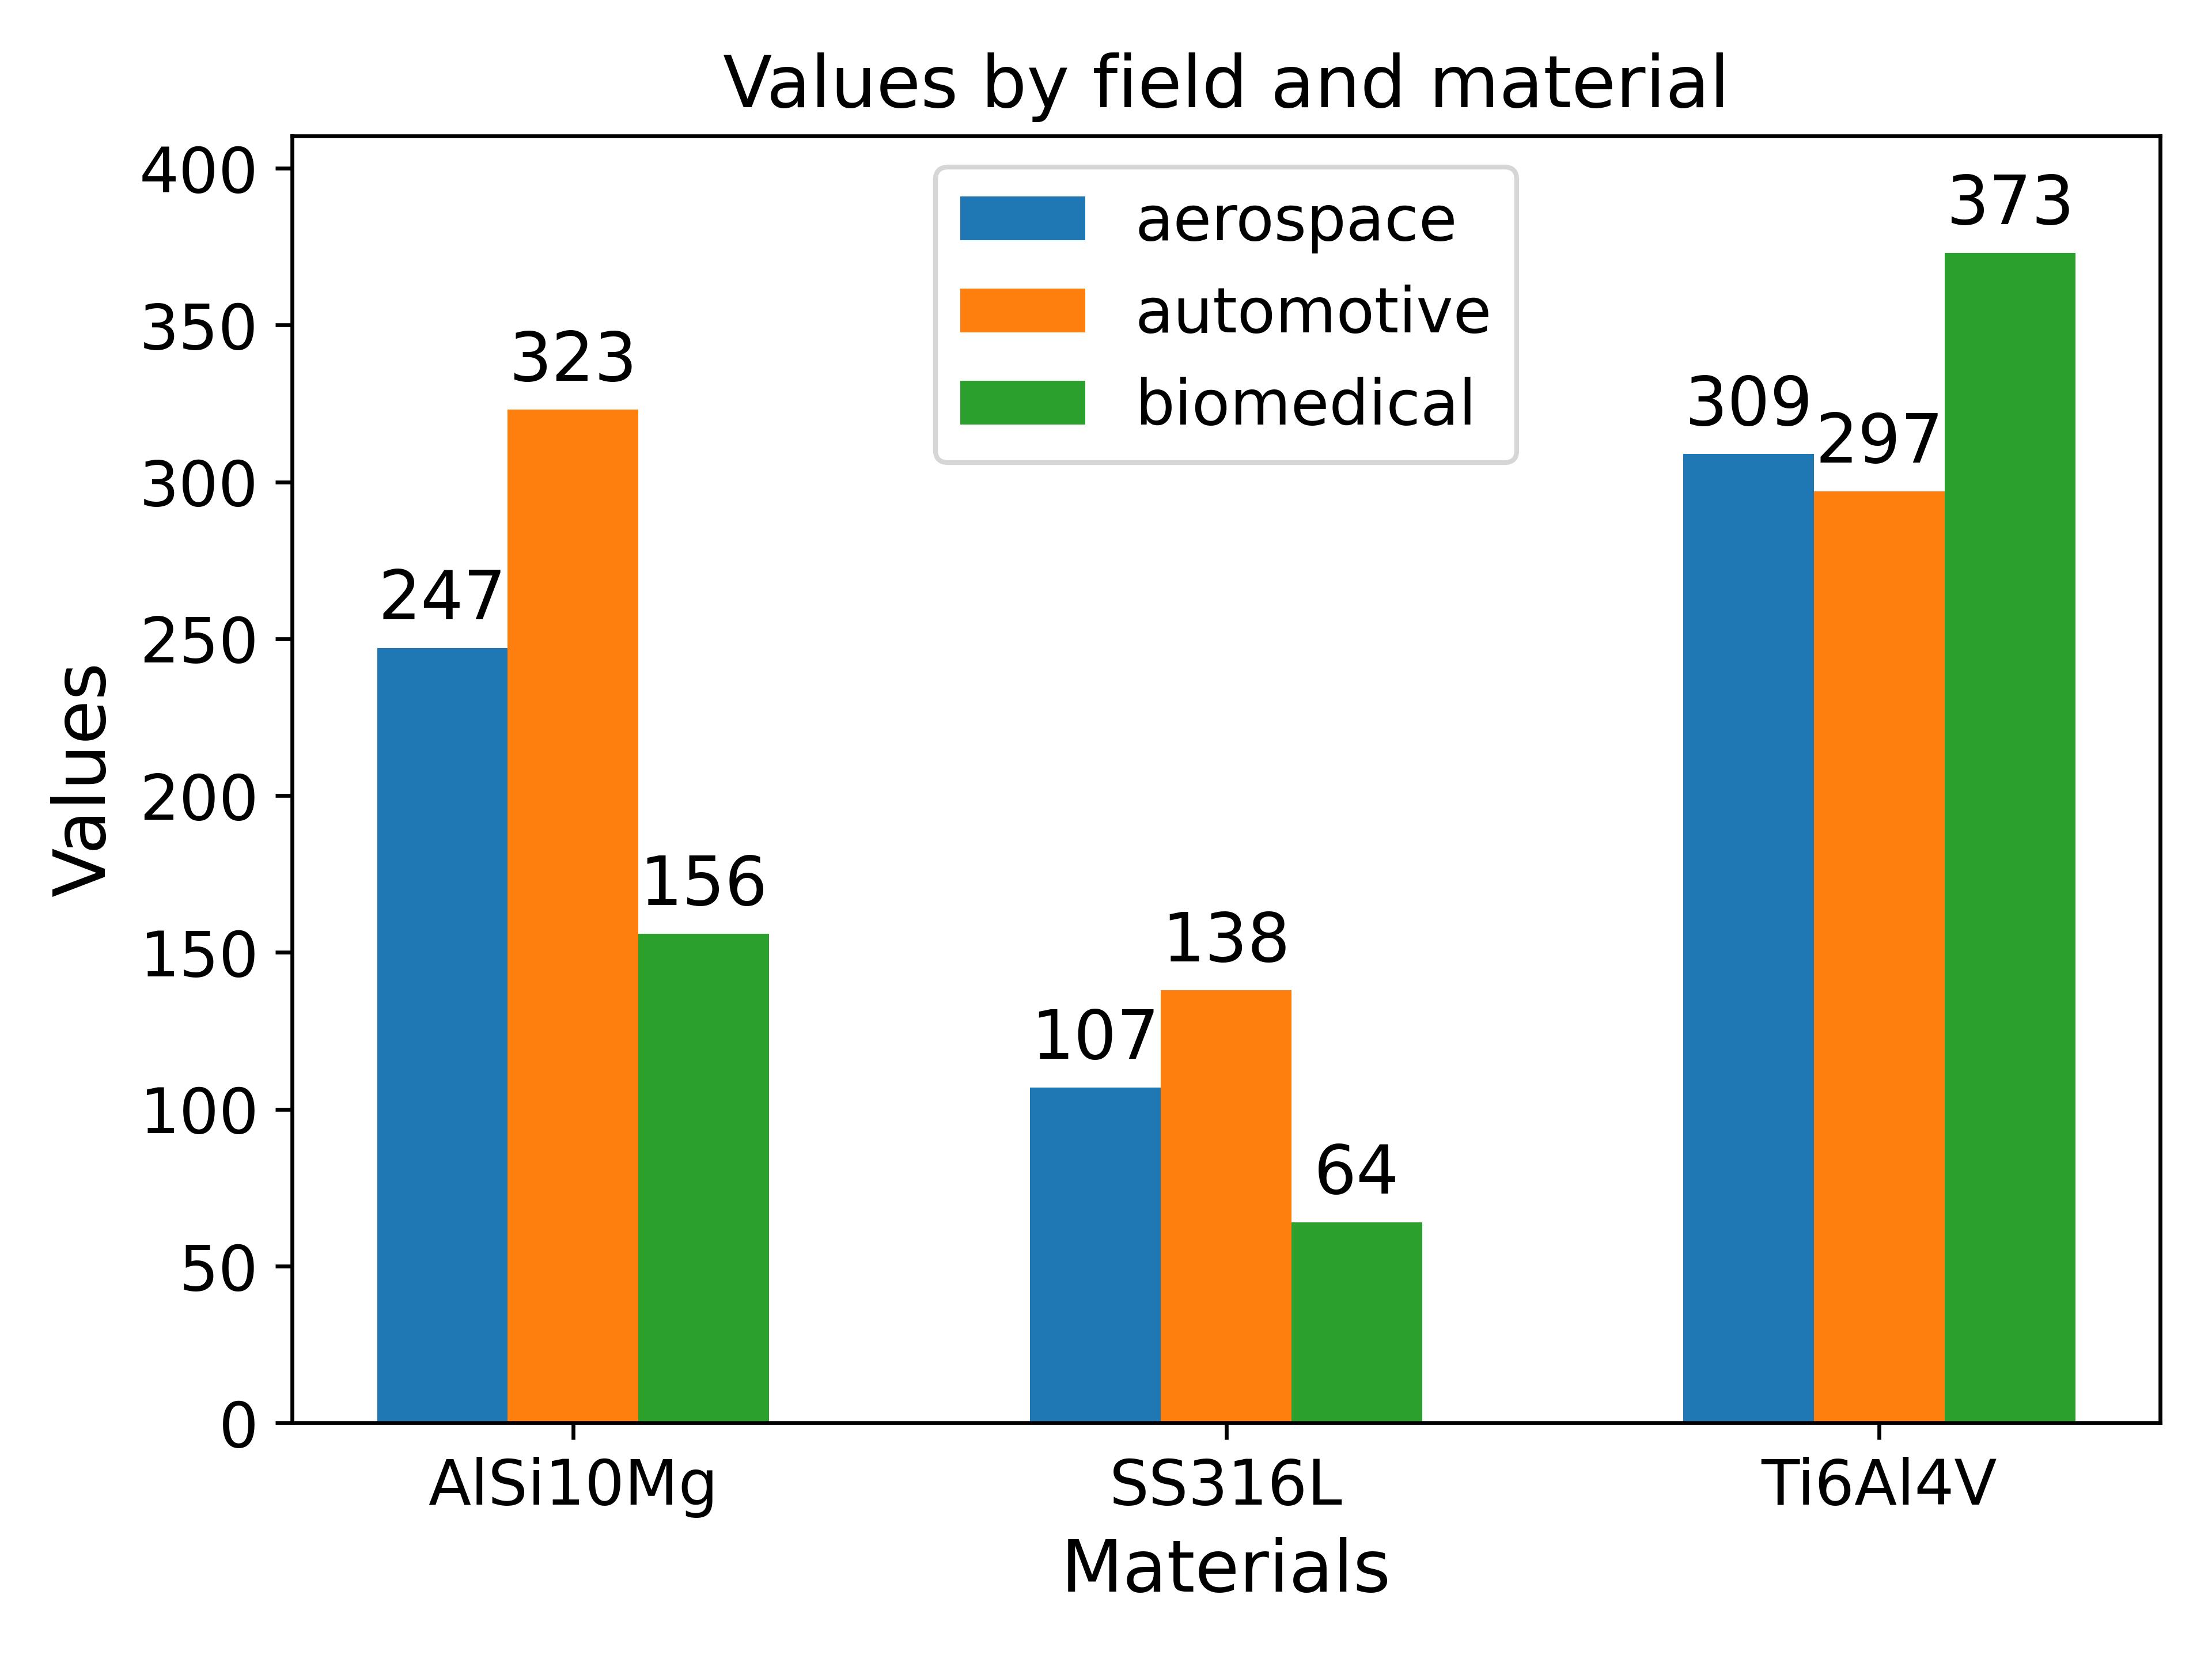 Values by field and material
400
350
300
250
200
150
100
50
0
Values
aerospace
automotive
biomedical
247
323
156
107
138
64
309
297
373
AlSi10Mg
SS316L
Ti6Al4V
Materials